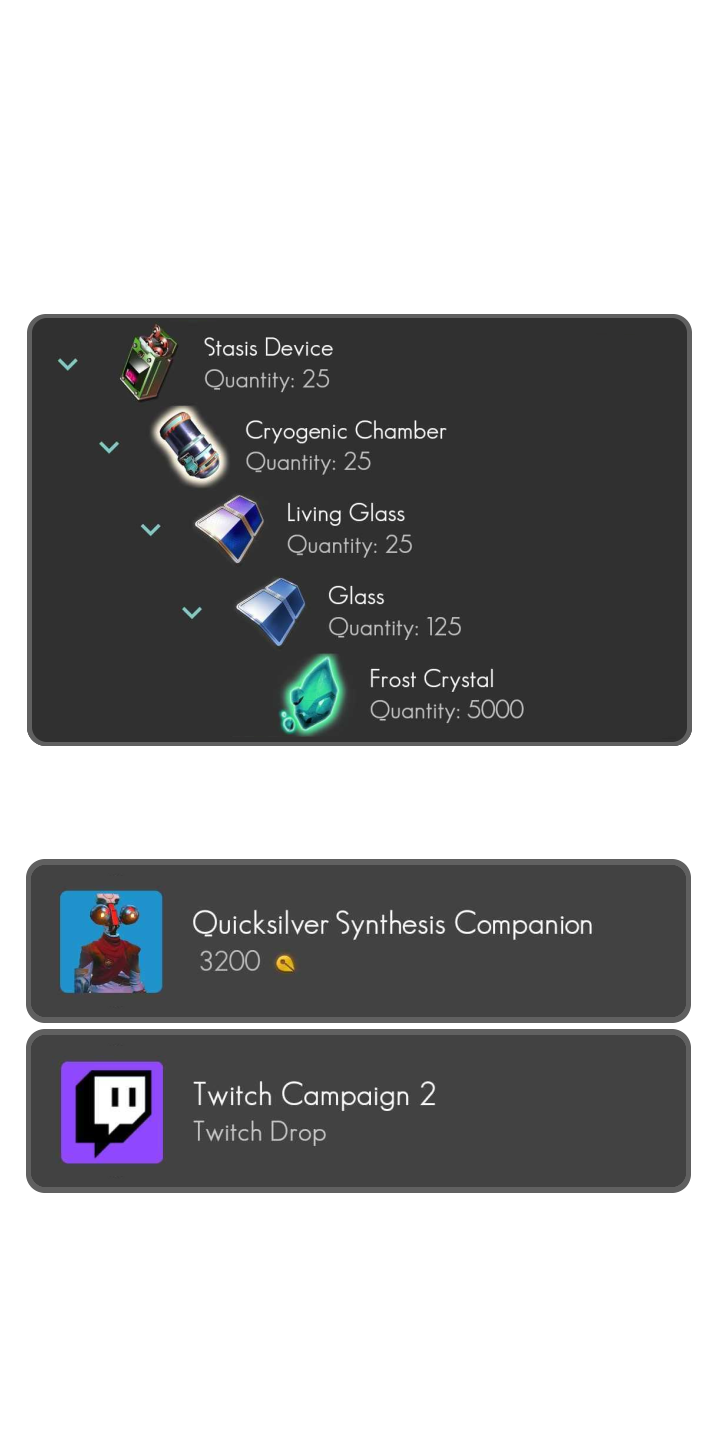 Stasis Device
Quantity: 25
Cryogenic Chamber
Quantity: 25
Living Glass
Quantity: 25
Glass
Quantity: 125
Frost Crystal
Quantity: 5000
Quicksilver Synthesis Companion
3200
Twitch Campaign 2
Twitch Drop